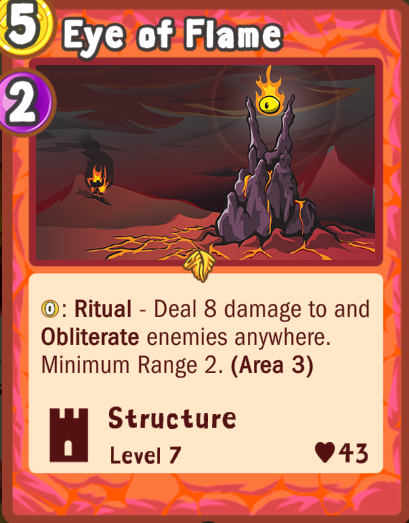 5 Eye of Flame
2
0: Ritual - Deal 8 damage to and
Obliterate enemies anywhere.
Minimum Range 2. (Area 3)
Structure
Level 7 ♥43